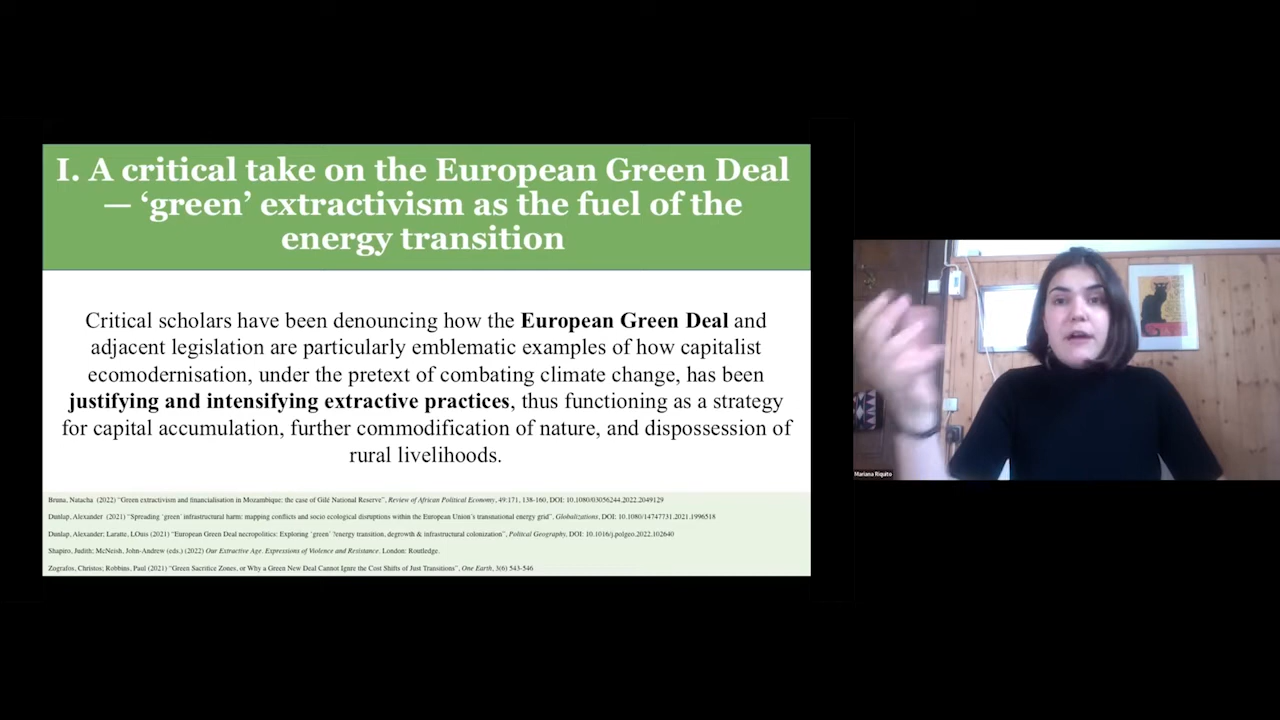 I. A critical take on the European Green Deal
— ‘green’ extractivism as the fuel of the
energy transition
Critical scholars have been denouncing how the European Green Deal and
adjacent legislation are particularly emblematic examples of how capitalist
ecomodernisation, under the pretext of combating climate change, has been
justifying and intensifying extractive practices, thus functioning as a strategy
for capital accumulation, further commodification of nature, and dispossession of
rural livelihoods.
Bruna, Natacha (2022) “Green extractivism and financialisation in Mozambique: the case of Gilé National Reserve”, Review of African Political Economy, 49:171, 138-160, DOI: 10.1080/03056244.2022.2049129
Dunlap, Alexander (2021) “Spreading ‘green’ infrastructural harm: mapping conflicts and socio ecological disruptions within the European Union’s transnational energy grid”, Globalizations, DOI: 10.1080/14747731.2021.1996518
Dunlap, Alexander; Laratte, LOuis (2021) “European Green Deal necropolitics: Exploring ‘green’ ?energy transition, degrowth & infrastructural colonization”, Political Geography, DOI: 10.1016/j.polgeo.2022.102640
Shapiro, Judith; McNeish, John-Andrew (eds.) (2022) Our Extractive Age. Expressions of Violence and Resistance. London: Routledge.
Zografos, Christos; Robbins, Paul (2021) “Green Sacrifice Zones, or Why a Green New Deal Cannot Ignre the Cost Shifts of Just Transitions”, One Earth, 3(6) 543-546
Mariana Riquito